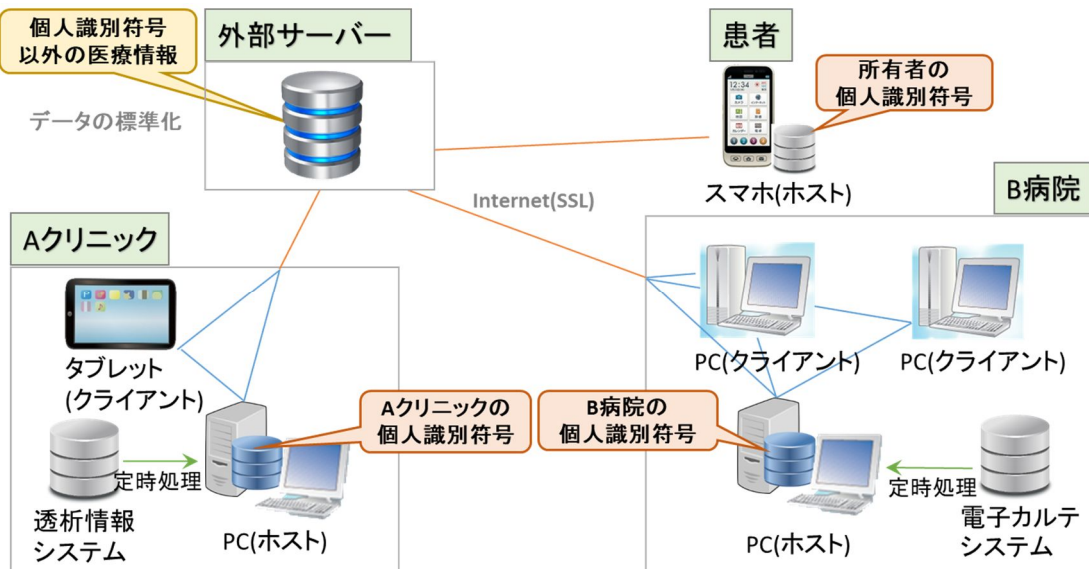 個人識別符号
以外の医療情報
外部サーバー
患者
所有者の
個人識別符号
データの標準化
12:34
スマホ(ホスト)
Internet(SSL)
B病院
Aクリニック
タブレット
(クライアント)
PC(クライアント)
PC(クライアント)
Aクリニックの
個人識別符号
B病院の
個人識別符号
定時処理
定時処理
透析情報
システム
PC(ホスト)
PC(ホスト)
電子カルテ
システム